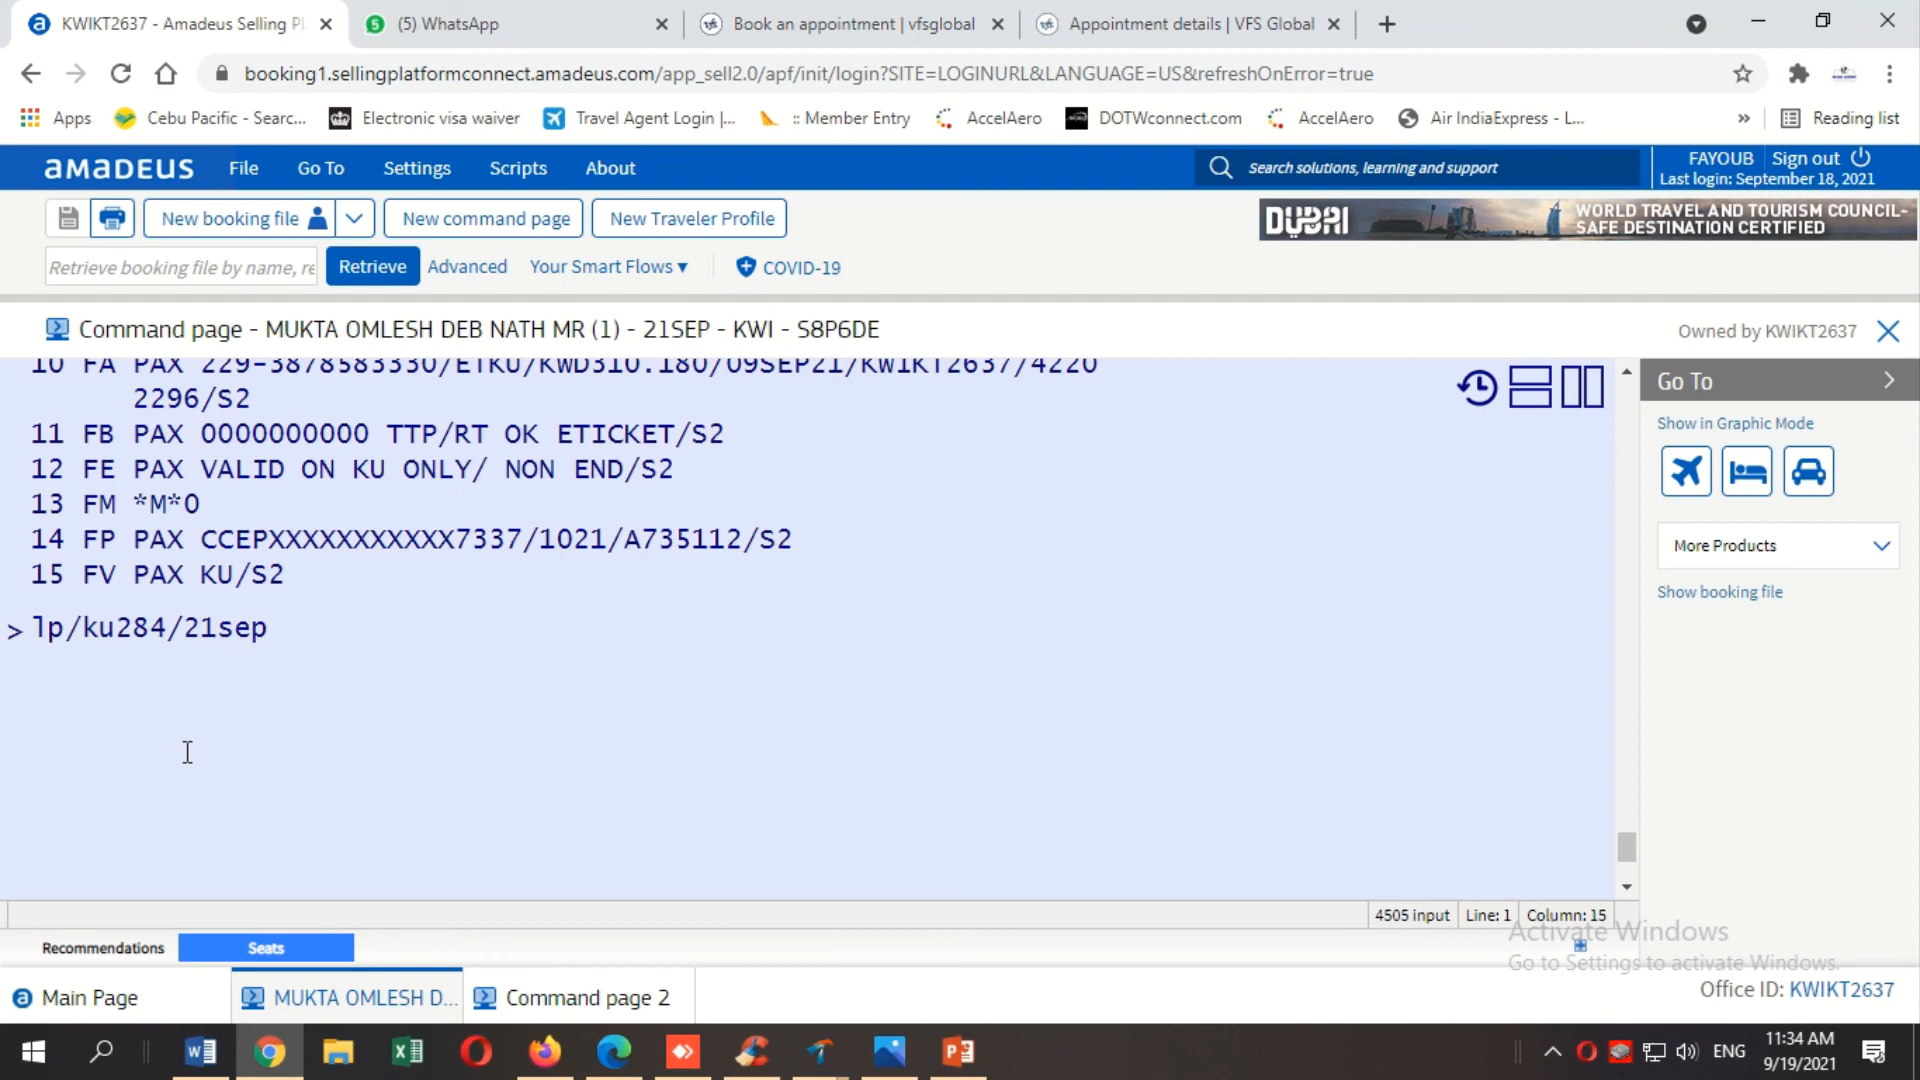 KWIKT2637 - Amadeus Selling Pl
(5) WhatsApp
Book an appointment | vfsglobal
Appointment details | VFS Global
booking1.sellingplatformconnect.amadeus.com/app_sell2.0/apf/init/login?SITE=LOGINURL&LANGUAGE=US&refreshOnError=true
Apps
Cebu Pacific - Searc...
Electronic visa waiver
Travel Agent Login |...
:: Member Entry
AccelAero
DOTWconnect.com
AccelAero
Air IndiaExpress - L...
»
Reading list
amadeus
File
Go To
Settings
Scripts
About
Search solutions, learning and support
FAYOUB
Sign out
Last login: September 18, 2021
New booking file
New command page
New Traveler Profile
DUBAI
WORLD TRAVEL AND TOURISM COUNCIL-
SAFE DESTINATION CERTIFIED
Retrieve booking file by name, re
Retrieve
Advanced
Your Smart Flows ▾
COVID-19
Command page - MUKTA OMLESH DEB NATH MR (1) - 21SEP - KWI - S8P6DE
Owned by KWIKT2637
10 FA PAX 229-3878583330/ETKU/KWD310.180/09SEP21/KWIKT2637/4220
2296/S2
11 FB PAX 0000000000 TTP/RT OK ETICKET/S2
12 FE PAX VALID ON KU ONLY/ NON END/S2
13 FM *M*0
14 FP PAX CCEPXXXXXXXXXXX7337/1021/A735112/S2
15 FV PAX KU/S2
> lp/ku284/21sep
Go To
Show in Graphic Mode
More Products
Show booking file
4505 input
Line: 1
Column: 15
Recommendations
Seats
Activate Windows
Go to Settings to activate Windows.
Main Page
MUKTA OMLESH D...
Command page 2
Office ID: KWIKT2637
ENG
11:34 AM
9/19/2021